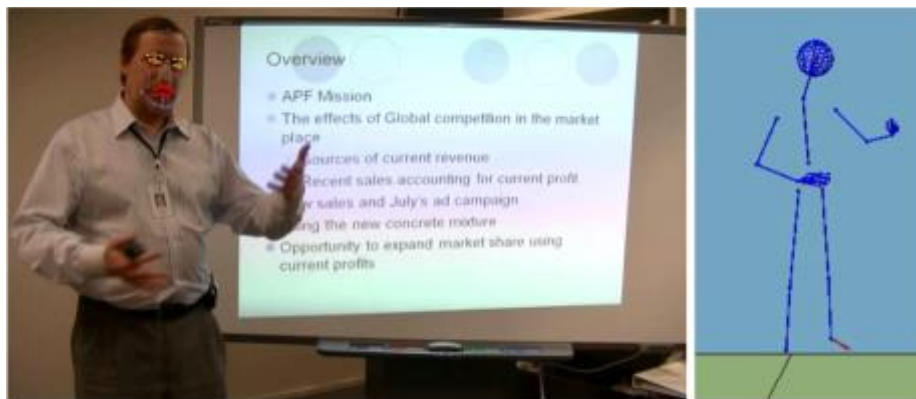 Overview
APF Mission
The effects of Global competition in the market
place
Sources of current revenue
Recent sales accounting for current profit
sales and July's ad campaign
the new concrete mixture
Opportunity to expand market share using
current profits